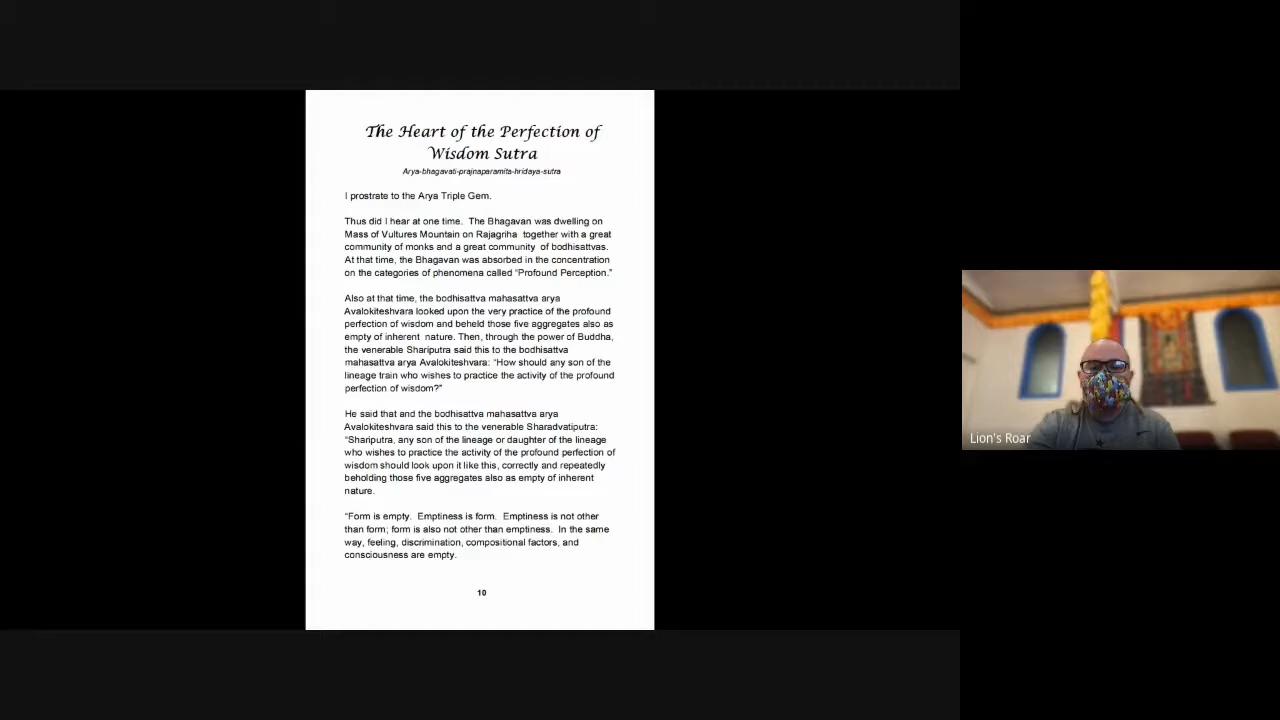 The Heart of the Perfection of
Wisdom Sutra
Arya-bhagavati-prajnaparamita-hridaya-sutra
I prostrate to the Arya Triple Gem.
Thus did I hear at one time.  The Bhagavan was dwelling on
Mass of Vultures Mountain on Rajagriha  together with a great
community of monks and a great community  of bodhisattvas.
At that time, the Bhagavan was absorbed in the concentration
on the categories of phenomena called “Profound Perception.”
Also at that time, the bodhisattva mahasattva arya
Avalokiteshvara looked upon the very practice of the profound
perfection of wisdom and beheld those five aggregates also as
empty of inherent  nature. Then, through the power of Buddha,
the venerable Shariputra said this to the bodhisattva
mahasattva arya Avalokiteshvara: “How should any son of the
lineage train who wishes to practice the activity of the profound
perfection of wisdom?”
He said that and the bodhisattva mahasattva arya
Avalokiteshvara said this to the venerable Sharadvatiputra:
“Shariputra, any son of the lineage or daughter of the lineage
who wishes to practice the activity of the profound perfection of
wisdom should look upon it like this, correctly and repeatedly
beholding those five aggregates also as empty of inherent
nature.
“Form is empty.  Emptiness is form.  Emptiness is not other
than form; form is also not other than emptiness.  In the same
way, feeling, discrimination, compositional factors, and
consciousness are empty.
10
Lion's Roar